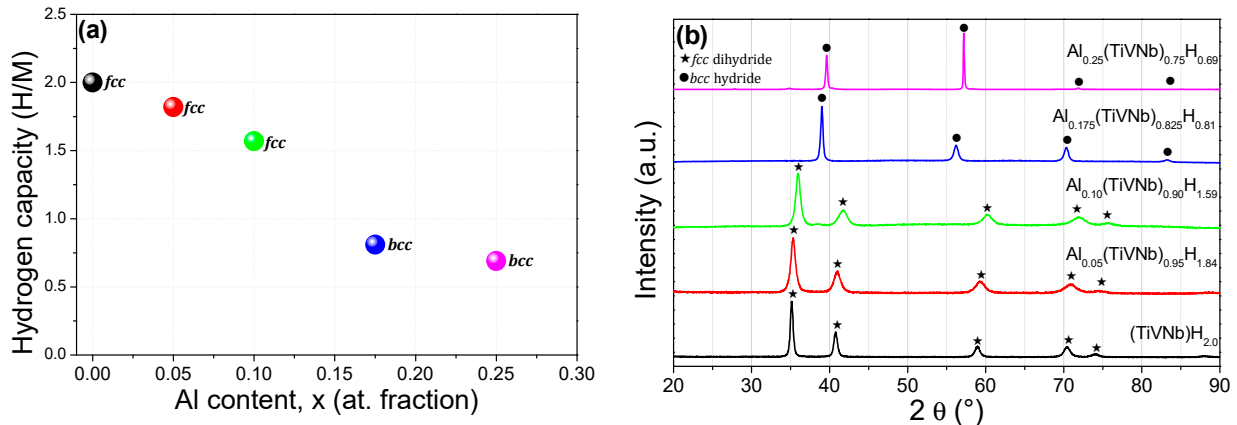 (a)
Hydrogen capacity (H/M)
2.5
2.0
1.5
1.0
0.5
0.0
fcc
fcc
fcc
bcc
bcc
0.00 0.05 0.10 0.15 0.20 0.25 0.30
Al content, x (at. fraction)
(b)
★ fcc dihydride
● bcc hydride
Al0.25(TiVNb)0.75H0.69
Al0.175(TiVNb)0.825H0.81
Al0.10(TiVNb)0.90H1.59
Al0.05(TiVNb)0.95H1.84
(TiVNb)H2.0
Intensity (a.u.)
20 30 40 50 60 70 80 90
2 θ (°)